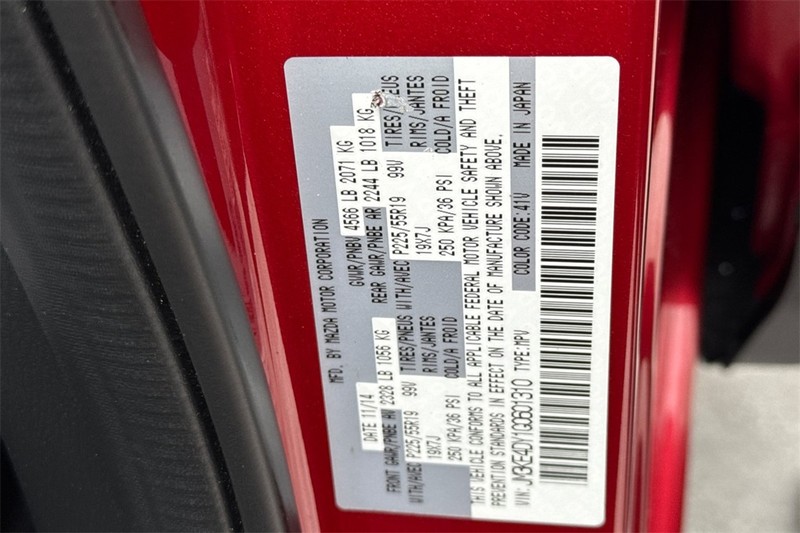 MFD. BY MAZDA MOTOR CORPORATION
DATE 11/14 GVWR/PNBV 4566 LB 2071 KG
FRONT GAWR/PNBE AV 2328 LB 1056 KG REAR GAWR/PNBE AR 2244 LB 1018 KG
WITH/AVEC P225/55R19 99V TIRES/PNEUS WITH/AVEC P225/55R19 99V TIRES/PNEUS
19X7J RIMS/JANTES 19X7J RIMS/JANTES
250 KPA/36 PSI COLD/A FROID 250 KPA/36 PSI COLD/A FROID
THIS VEHICLE CONFORMS TO ALL APPLICABLE FEDERAL MOTOR VEHICLE SAFETY AND THEFT
PREVENTION STANDARDS IN EFFECT ON THE DATE OF MANUFACTURE SHOWN ABOVE.
VIN: JM3KE4DY1G0601310 TYPE: MPV COLOR CODE: 41V MADE IN JAPAN